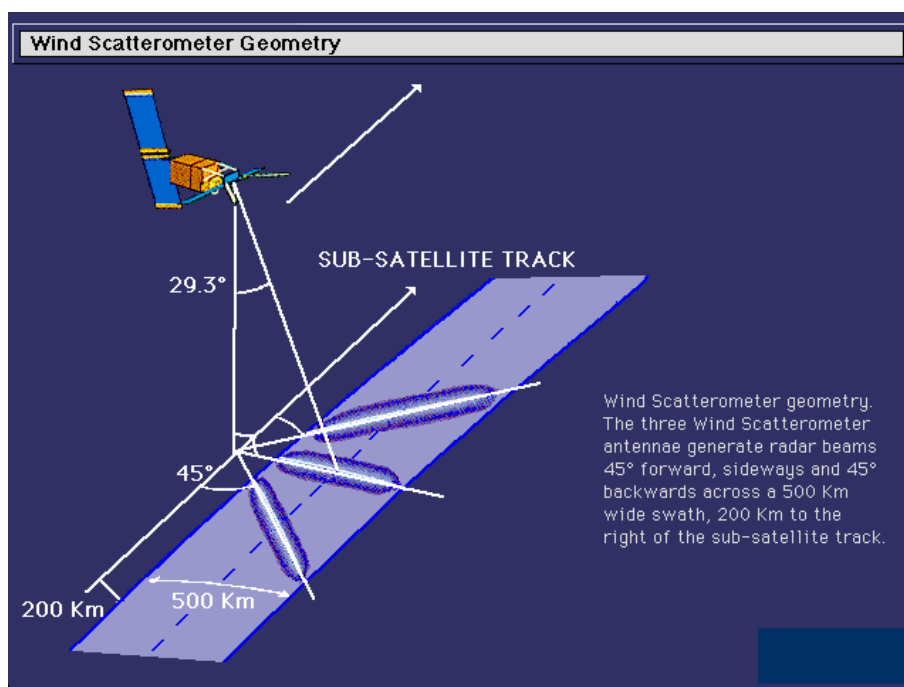 Wind Scatterometer Geometry
SUB-SATELLITE TRACK
29.3°
45°
200 Km
500 Km
Wind Scatterometer geometry.
The three Wind Scatterometer
antennae generate radar beams
45° forward, sideways and 45°
backwards across a 500 Km
wide swath, 200 Km to the
right of the sub-satellite track.